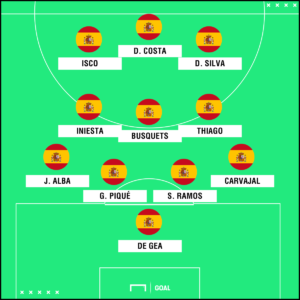 ISCO
D. COSTA
D. SILVA
INIESTA
BUSQUETS
THIAGO
J. ALBA
G. PIQUÉ
S. RAMOS
CARVAJAL
DE GEA
GOAL